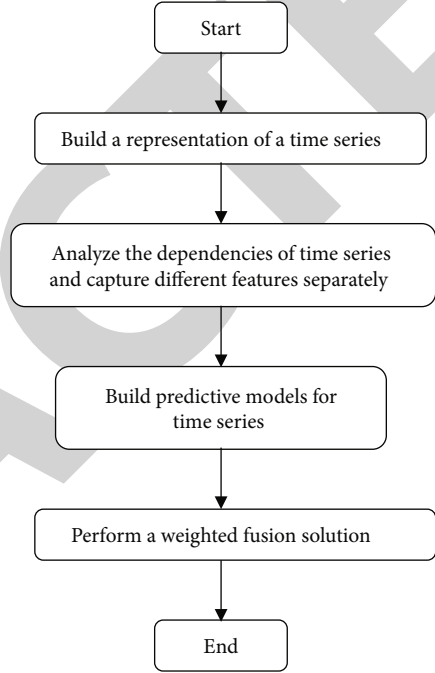 Start
Build a representation of a time series
Analyze the dependencies of time series
and capture different features separately
Build predictive models for
time series
Perform a weighted fusion solution
End